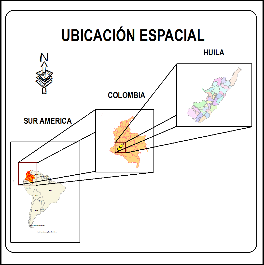 UBICACIÓN ESPACIAL
HUILA
N
COLOMBIA
SUR AMERICA